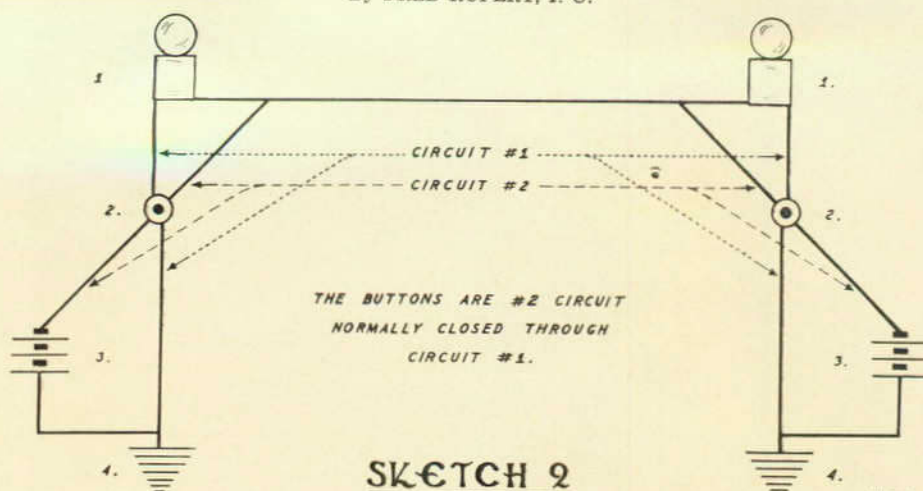 1
1.
CIRCUIT #1
CIRCUIT #2
2.
2.
THE BUTTONS ARE #2 CIRCUIT
NORMALLY CLOSED THROUGH
CIRCUIT #1.
3.
3.
4.
SKETCH 2
4.